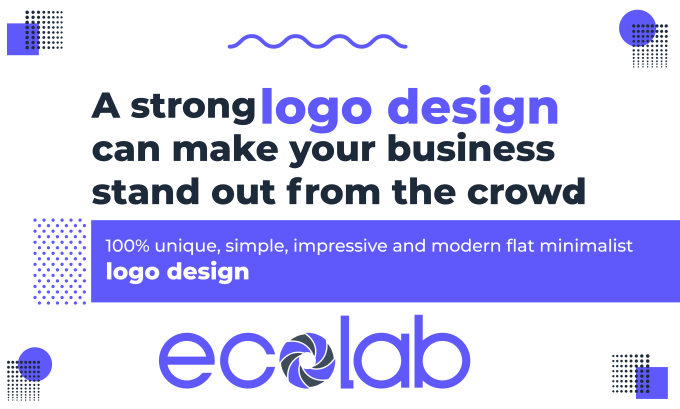 A strong logo design
can make your business
stand out from the crowd
100% unique, simple, impressive and modern flat minimalist
logo design
ecolab